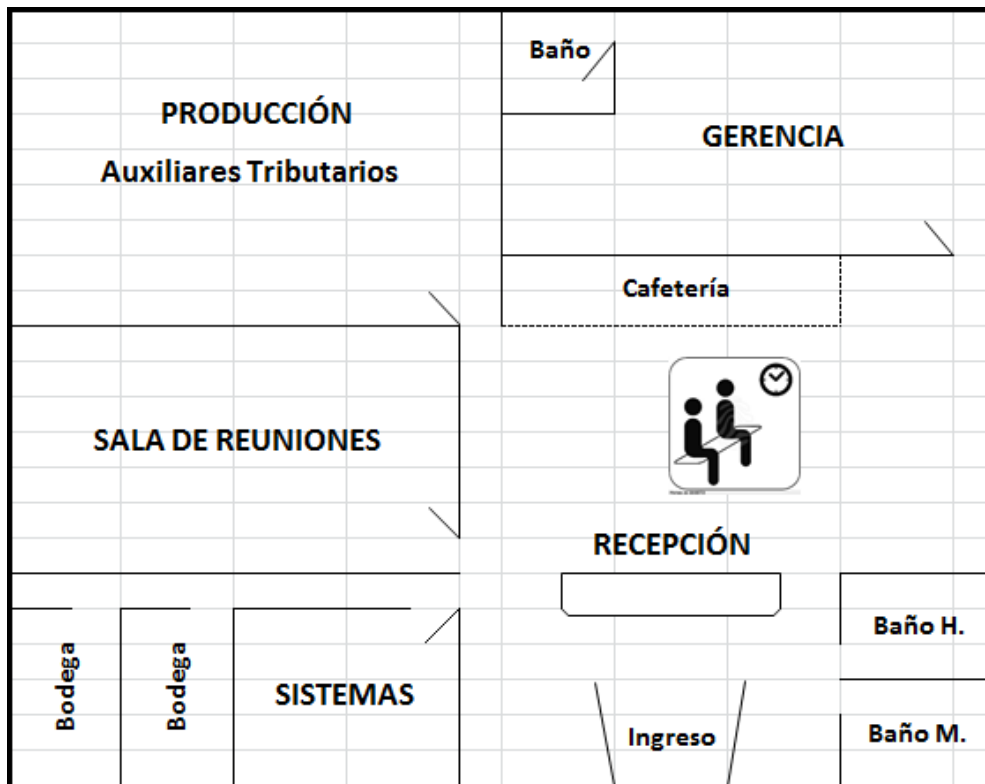 Baño
PRODUCCIÓN
Auxiliares Tributarios
GERENCIA
Cafetería
SALA DE REUNIONES
RECEPCIÓN
Baño H.
Bodega
Bodega
SISTEMAS
Ingreso
Baño M.